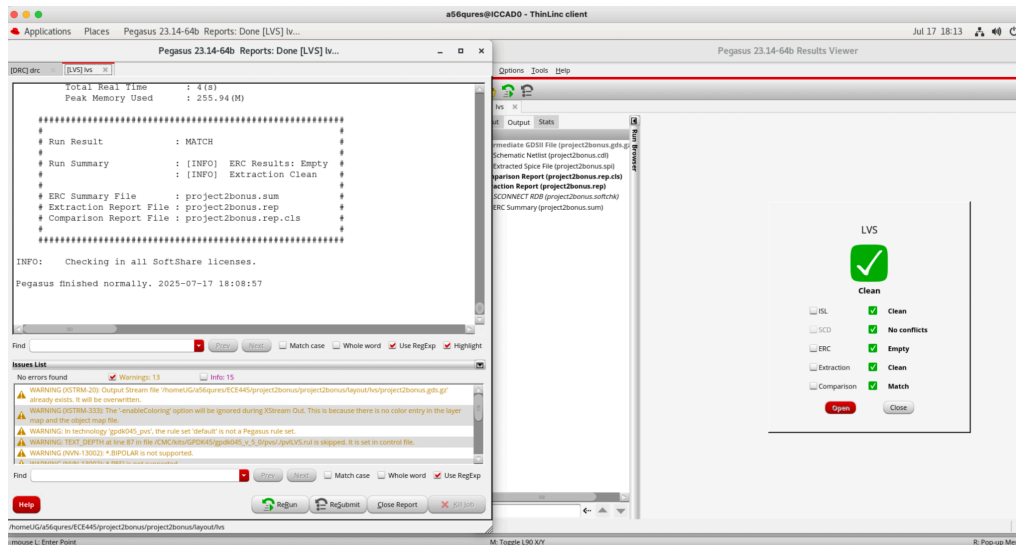 a56qures@ICCAD0 - ThinLinc client
Applications Places Pegasus 23.14-64b Reports: Done [LVS] lv... Jul 17 18:13
Pegasus 23.14-64b Reports: Done [LVS] lv...
[DRC] drc [LVS] lvs
Total Real Time : 4(s)
Peak Memory Used : 255.94(M)
##########################################################
# #
# Run Result : MATCH #
# #
# Run Summary : [INFO] ERC Results: Empty #
# : [INFO] Extraction Clean #
# #
# ERC Summary File : project2bonus.sum #
# Extraction Report File : project2bonus.rep #
# Comparison Report File : project2bonus.rep.cls #
# #
##########################################################
INFO: Checking in all SoftShare licenses.
Pegasus finished normally. 2025-07-17 18:08:57
Find Prev Next Match case Whole word Use RegExp Highlight
Issues List
No errors found Warnings: 13 Info: 15
WARNING (XSTRM-20): Output Stream file '/homeUG/a56qures/ECE445/project2bonus/project2bonus/layout/lvs/project2bonus.gds.gz'
already exists. It will be overwritten.
WARNING (XSTRM-333): The '-enableColoring' option will be ignored during XStream Out. This is because there is no color entry in the layer
map and the object map file.
WARNING: In technology 'gpdk045_pvs', the rule set 'default' is not a Pegasus rule set.
WARNING: TEXT_DEPTH at line 87 in file /CMC/kits/GPDK45/gpdk045_v_5_0/pvs/./pvlLVS.rul is skipped. It is set in control file.
WARNING (NVN-13002): *.BIPOLAR is not supported.
Find Prev Next Match case Whole word Use RegExp
Help ReRun ReSubmit Close Report Kill Job
/homeUG/a56qures/ECE445/project2bonus/project2bonus/layout/lvs
mouse L: Enter Point M: Toggle L90 X/Y R: Pop-up Me
Pegasus 23.14-64b Results Viewer
Options Tools Help
lvs
ut Output Stats
Run Browser
rmediate GDSII File (project2bonus.gds.gz
Schematic Netlist (project2bonus.cdl)
Extracted Spice File (project2bonus.spi)
parison Report (project2bonus.rep.cls)
action Report (project2bonus.rep)
SCONNECT RDB (project2bonus.softchk)
ERC Summary (project2bonus.sum)
LVS
Clean
ISL Clean
SCD No conflicts
ERC Empty
Extraction Clean
Comparison Match
Open Close